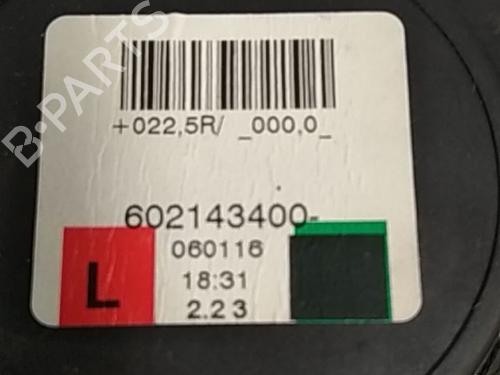 +022,5R/ _000,0_
602143400-
060116
L
18:31
2.23
B-PARTS